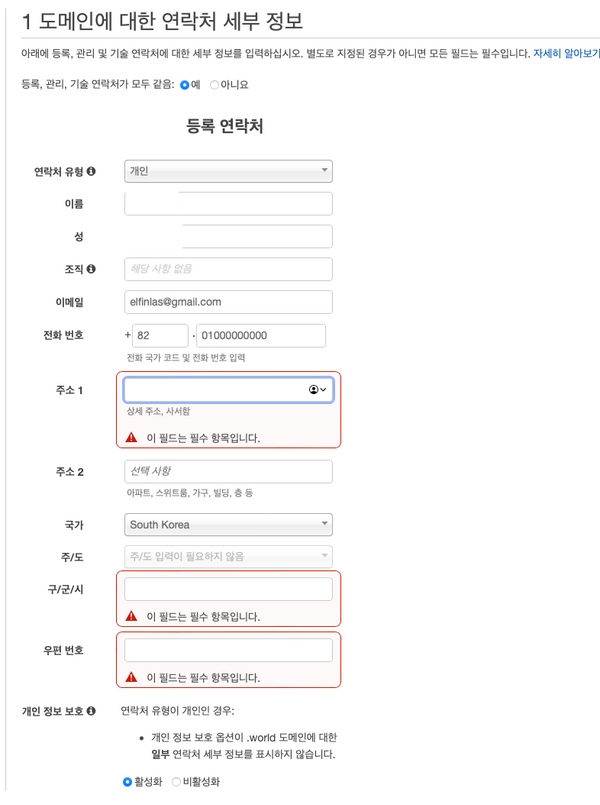 1 도메인에 대한 연락처 세부 정보
아래에 등록, 관리 및 기술 연락처에 대한 세부 정보를 입력하십시오. 별도로 지정된 경우가 아니면 모든 필드는 필수입니다. 자세히 알아보기
등록, 관리, 기술 연락처가 모두 같음: 예 아니요
등록 연락처
연락처 유형 개인
이름
성
조직 해당 사항 없음
이메일 elfinlas@gmail.com
전화 번호 + 82 . 01000000000
전화 국가 코드 및 전화 번호 입력
주소 1
상세 주소, 사서함
이 필드는 필수 항목입니다.
주소 2 선택 사항
아파트, 스위트룸, 가구, 빌딩, 층 등
국가 South Korea
주/도 주/도 입력이 필요하지 않음
구/군/시
이 필드는 필수 항목입니다.
우편 번호
이 필드는 필수 항목입니다.
개인 정보 보호 연락처 유형이 개인인 경우:
• 개인 정보 보호 옵션이 .world 도메인에 대한
일부 연락처 세부 정보를 표시하지 않습니다.
활성화 비활성화